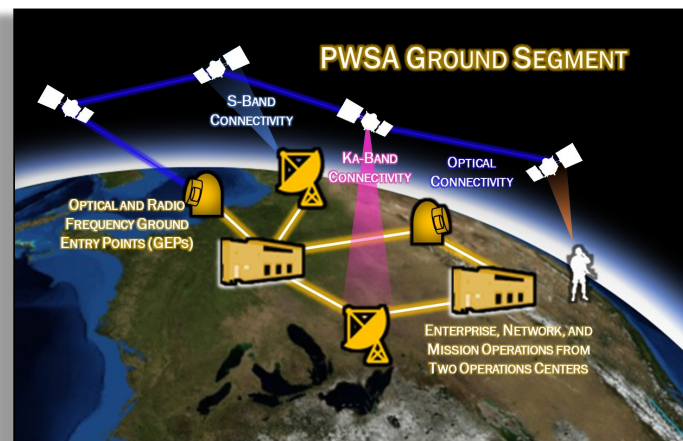 PWSA GROUND SEGMENT
S-BAND
CONNECTIVITY
KA-BAND
CONNECTIVITY
OPTICAL
CONNECTIVITY
OPTICAL AND RADIO
FREQUENCY GROUND
ENTRY POINTS (GEPS)
ENTERPRISE, NETWORK, AND
MISSION OPERATIONS FROM
TWO OPERATIONS CENTERS